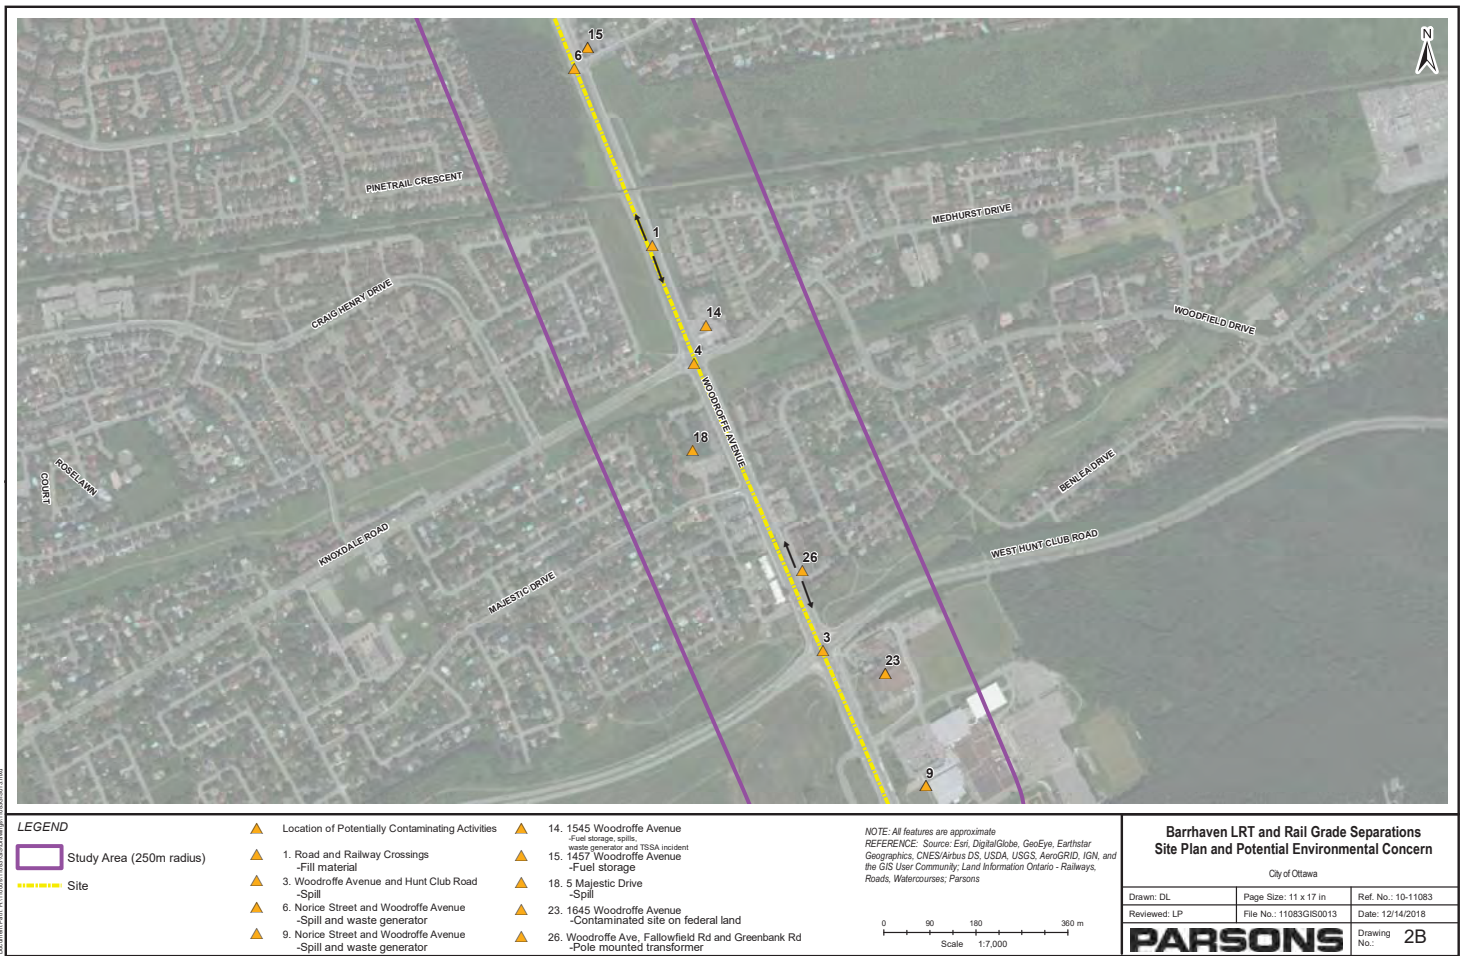 15
6
N
PINETRAIL CRESCENT
MEDHURST DRIVE
1
CRAIG HENRY DRIVE
14
WOODFIELD DRIVE
4
WOODROFFE AVENUE
18
ROSELAWN
COURT
BENLEA DRIVE
KNOXDALE ROAD
WEST HUNT CLUB ROAD
26
MAJESTIC DRIVE
3
23
9
LEGEND
Study Area (250m radius)
Site
Location of Potentially Contaminating Activities
1. Road and Railway Crossings
-Fill material
3. Woodroffe Avenue and Hunt Club Road
-Spill
6. Norice Street and Woodroffe Avenue
-Spill and waste generator
9. Norice Street and Woodroffe Avenue
-Spill and waste generator
14. 1545 Woodroffe Avenue
-Fuel storage, spills,
waste generator and TSSA incident
15. 1457 Woodroffe Avenue
-Fuel storage
18. 5 Majestic Drive
-Spill
23. 1645 Woodroffe Avenue
-Contaminated site on federal land
26. Woodroffe Ave, Fallowfield Rd and Greenbank Rd
-Pole mounted transformer
NOTE: All features are approximate
REFERENCE: Source: Esri, DigitalGlobe, GeoEye, Earthstar
Geographics, CNES/Airbus DS, USDA, USGS, AeroGRID, IGN, and
the GIS User Community; Land Information Ontario - Railways,
Roads, Watercourses; Parsons
0 90 180 360 m
Scale 1:7,000
Barrhaven LRT and Rail Grade Separations
Site Plan and Potential Environmental Concern
City of Ottawa
Drawn: DL Page Size: 11 x 17 in Ref. No.: 10-11083
Reviewed: LP File No.: 11083GIS0013 Date: 12/14/2018
PARSONS
Drawing
No.: 2B